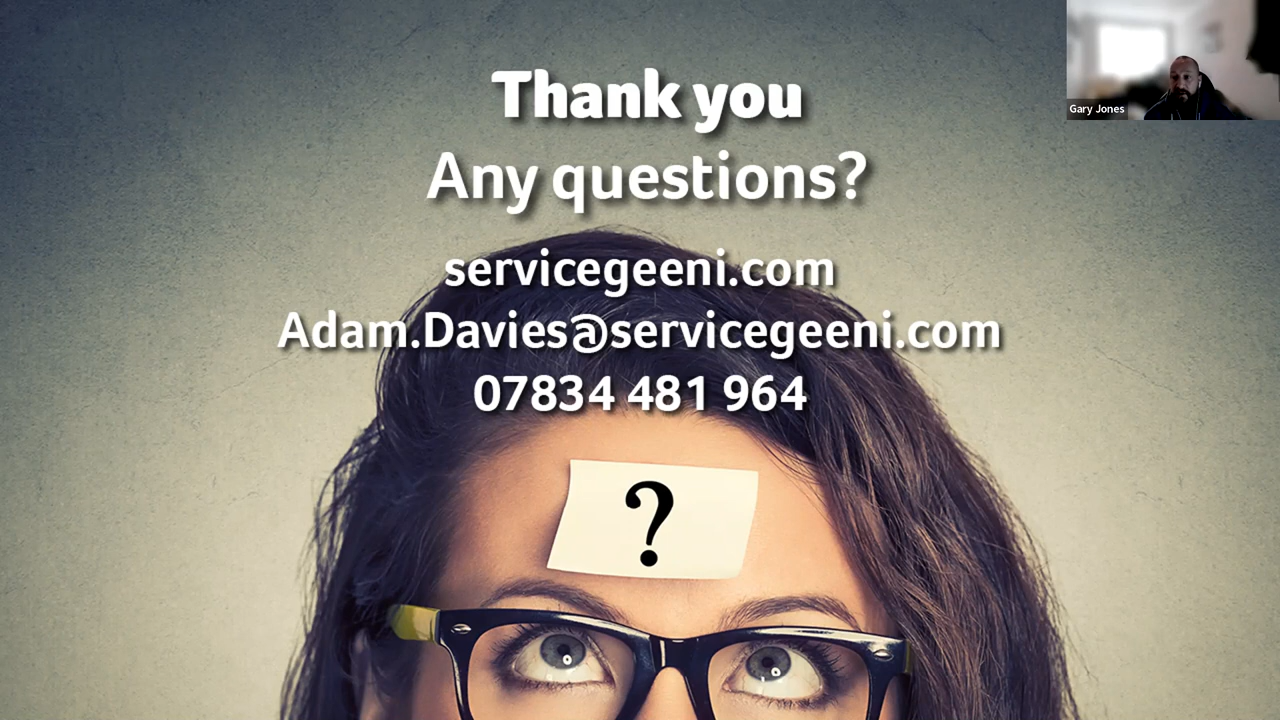 Thank you
Any questions?
servicegeeni.com
Adam.Davies@servicegeeni.com
07834 481 964
?
Gary Jones